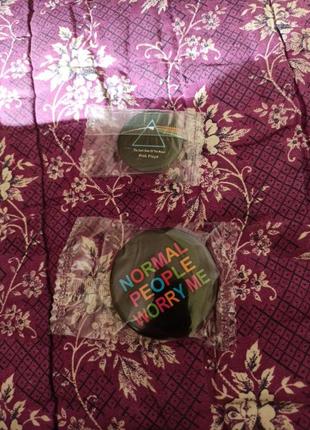 The Dark Side Of The Moon
Pink Floyd
NORMAL
PEOPLE
WORRY ME